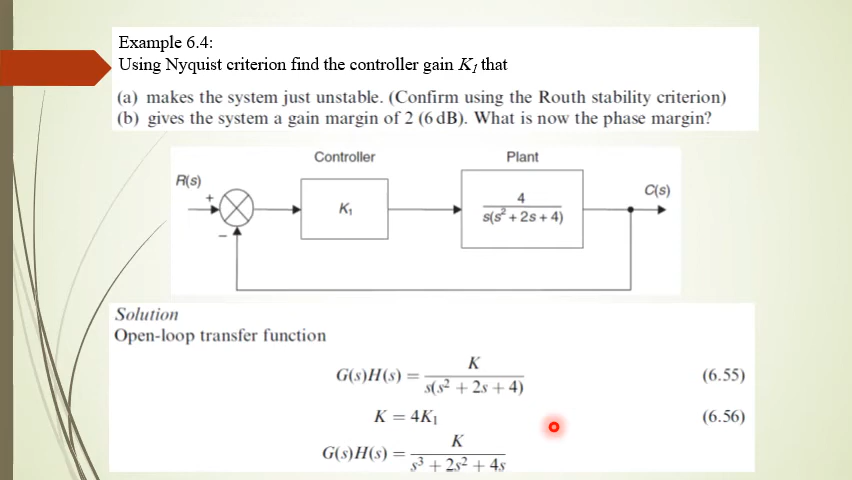 Example 6.4:
Using Nyquist criterion find the controller gain K₁ that
(a) makes the system just unstable. (Confirm using the Routh stability criterion)
(b) gives the system a gain margin of 2 (6 dB). What is now the phase margin?
Controller
Plant
R(s)
C(s)
+
K₁
4
s(s² + 2s + 4)
−
Solution
Open-loop transfer function
G(s)H(s) = K / s(s² + 2s + 4) (6.55)
K = 4K₁ (6.56)
G(s)H(s) = K / s³ + 2s² + 4s